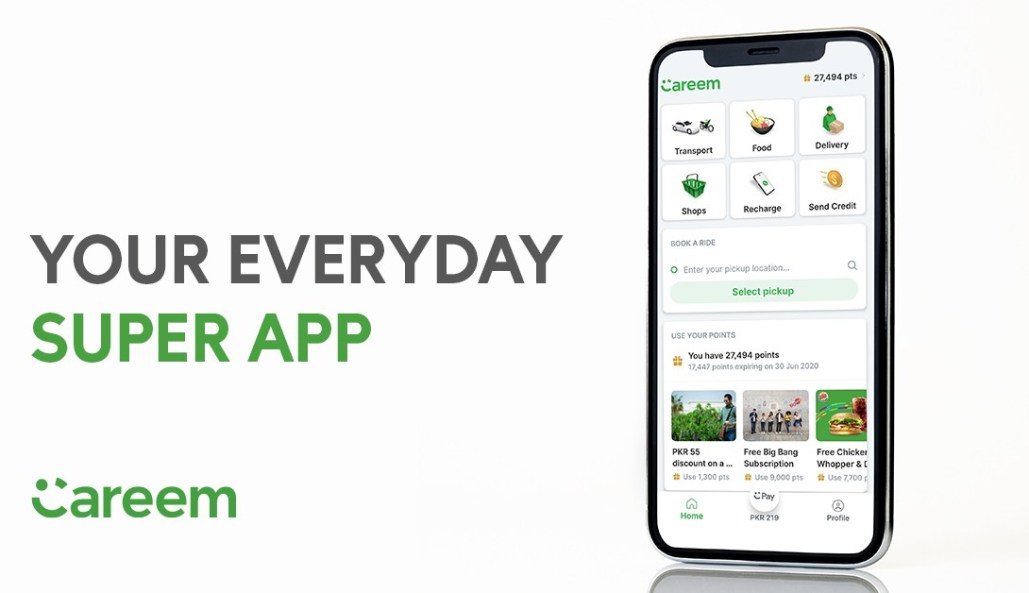 YOUR EVERYDAY
SUPER APP
Careem
Careem
27,494 pts
Transport
Food
Delivery
Shops
Recharge
Send Credit
BOOK A RIDE
Enter your pickup location...
Select pickup
USE YOUR POINTS
You have 27,494 points
17,447 points expiring on 30 Jun 2020
PKR 55
discount on a ...
Use 1,300 pts
Free Big Bang
Subscription
Use 9,000 pts
Free Chicken
Whopper & D
Use 7,700 p
Home
Pay
PKR 219
Profile